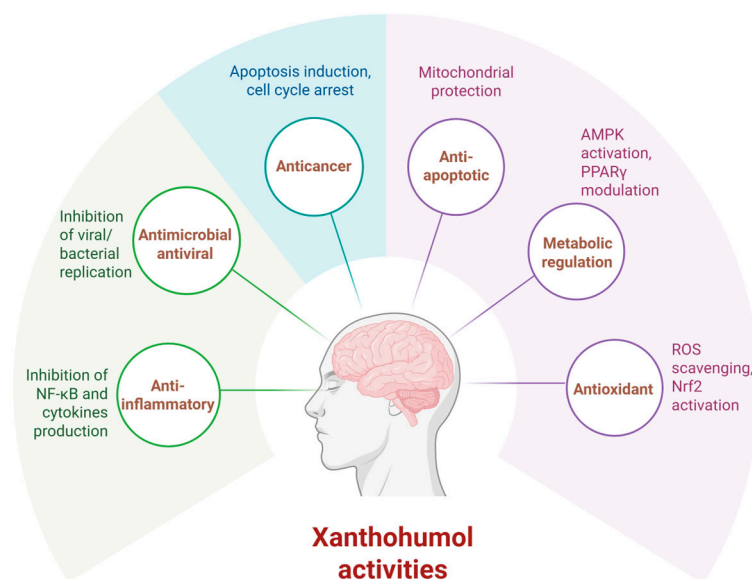 Apoptosis induction,
cell cycle arrest
Anticancer
Mitochondrial
protection
Anti-
apoptotic
AMPK
activation,
PPARγ
modulation
Metabolic
regulation
Inhibition
of viral/
bacterial
replication
Antimicrobial
antiviral
Inhibition of
NF-κB and
cytokines
production
Anti-
inflammatory
ROS
scavenging,
Nrf2
activation
Antioxidant
Xanthohumol
activities